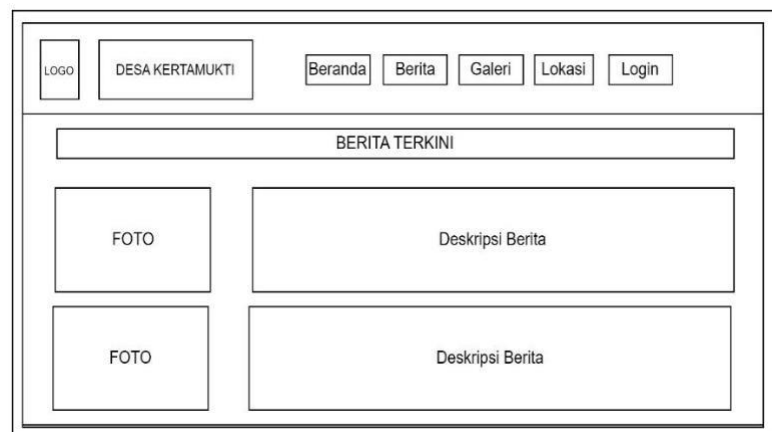 LOGO
DESA KERTAMUKTI
Beranda
Berita
Galeri
Lokasi
Login
BERITA TERKINI
FOTO
Deskripsi Berita
FOTO
Deskripsi Berita